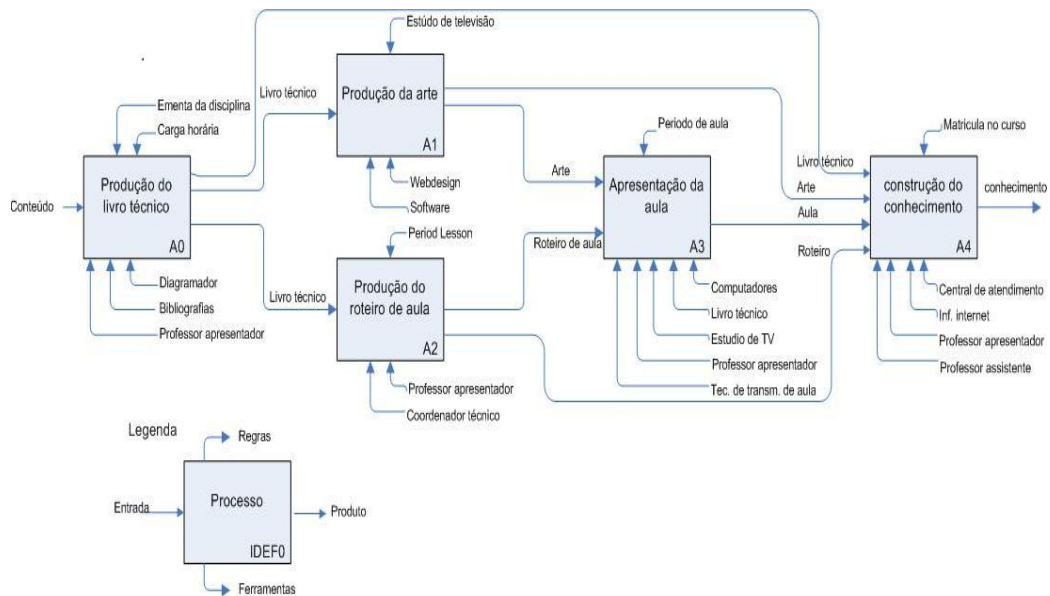 Estúdo de televisão
Livro técnico
Produção da arte
A1
Ementa da disciplina
Carga horária
Webdesign
Software
Conteúdo
Produção do
livro técnico
A0
Diagramador
Bibliografias
Professor apresentador
Livro técnico
Period Lesson
Produção do
roteiro de aula
A2
Professor apresentador
Coordenador técnico
Arte
Roteiro de aula
Periodo de aula
Apresentação da
aula
A3
Computadores
Livro técnico
Estudio de TV
Professor apresentador
Tec. de transm. de aula
Matricula no curso
Livro técnico
Arte
Aula
Roteiro
construção do
conhecimento
A4
conhecimento
Central de atendimento
Inf. internet
Professor apresentador
Professor assistente
Legenda
Regras
Entrada
Processo
IDEF0
Produto
Ferramentas